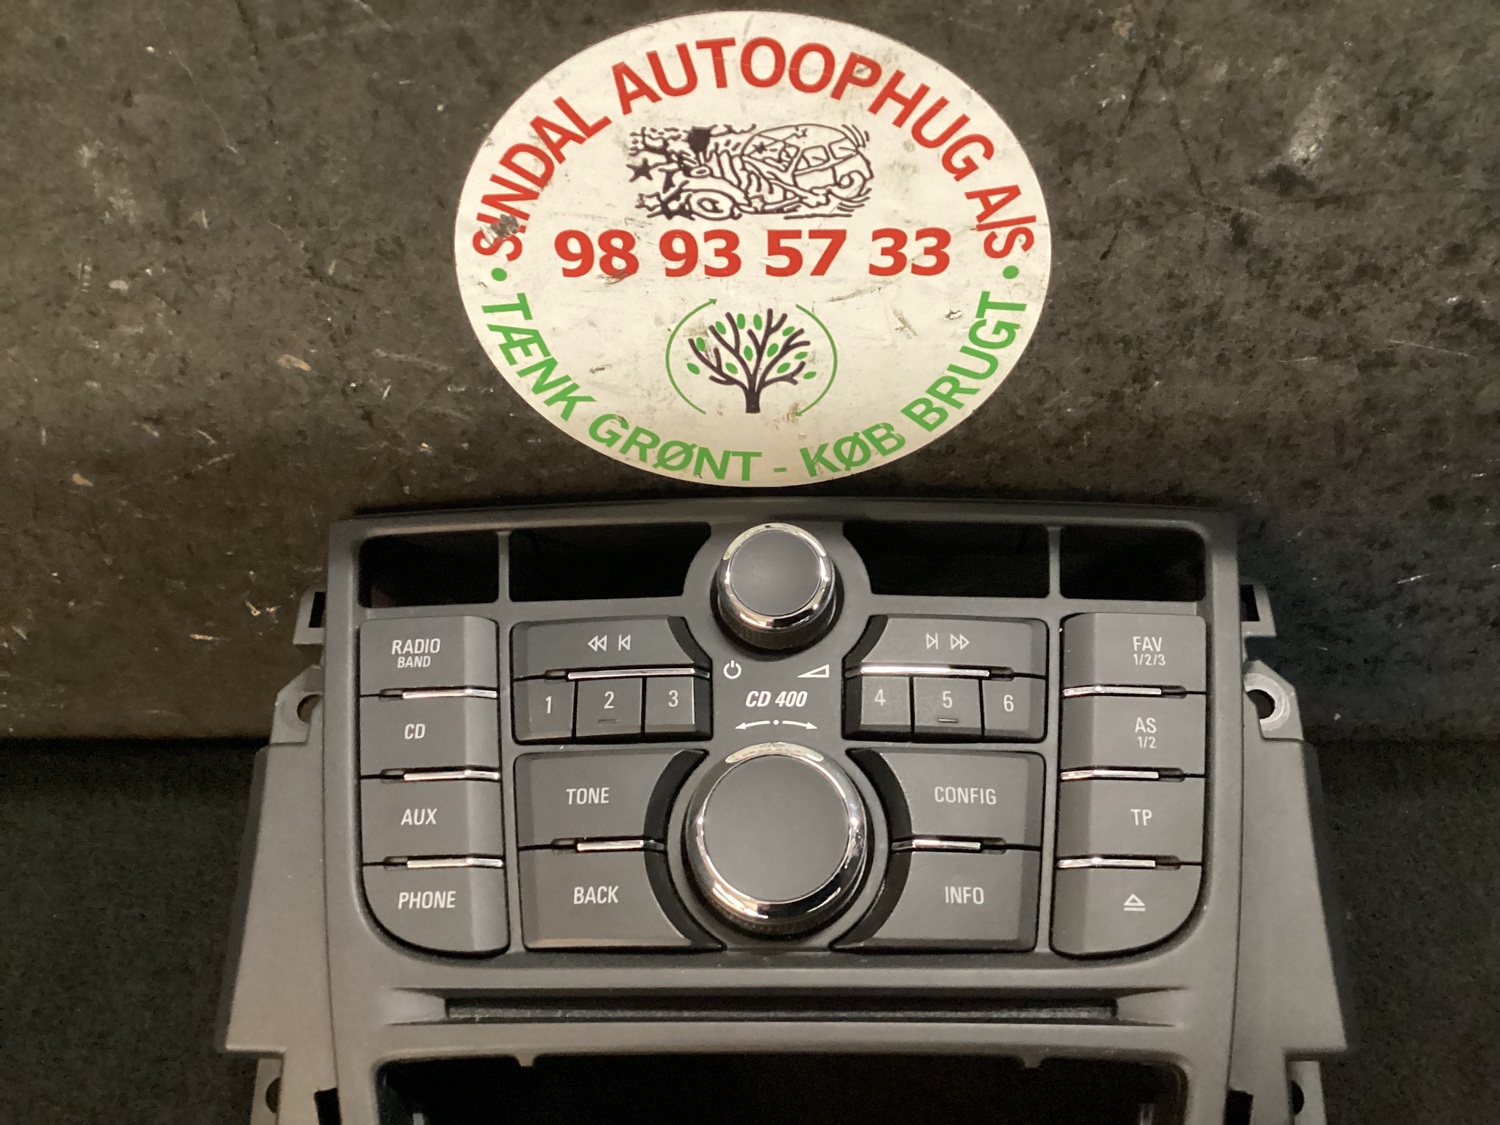 SINDAL AUTOOPHUG A/S
98 93 57 33
TÆNK GRØNT - KØB BRUGT
RADIO
BAND
CD
AUX
PHONE
1
2
3
TONE
BACK
CD 400
4
5
6
CONFIG
INFO
FAV
1/2/3
AS
1/2
TP